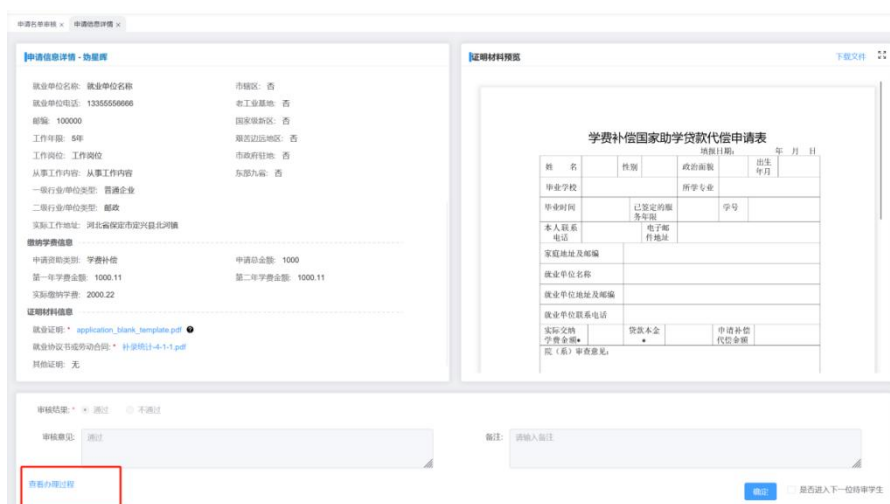 申请名单审核 ×
申请信息详情 ×
申请信息详情 - 劲星辉
就业单位名称: 就业单位名称
市辖区: 否
就业单位电话: 13355556666
老工业基地: 否
邮编: 100000
国家级新区: 否
工作年限: 5年
艰苦边远地区: 否
工作岗位: 工作岗位
市政府驻地: 否
从事工作内容: 从事工作内容
东部九省: 否
一级行业/单位类型: 普通企业
二级行业/单位类型: 邮政
实际工作地址: 河北省保定市定兴县北河镇
缴纳学费信息
申请资助类别: 学费补偿
申请总金额: 1000
第一年学费金额: 1000.11
第二年学费金额: 1000.11
实际缴纳学费: 2000.22
证明材料信息
就业证明: * application_blank_template.pdf
就业协议书或劳动合同: * 补录统计-4-1-1.pdf
其他证明: 无
证明材料预览
下载文件
学费补偿国家助学贷款代偿申请表
填报日期: 年 月 日
姓 名
性别
政治面貌
出生年月
毕业学校
所学专业
毕业时间
已签定的服务年限
学号
本人联系电话
电子邮件地址
家庭地址及邮编
就业单位名称
就业单位地址及邮编
就业单位联系电话
实际交纳学费金额*
贷款本金*
申请补偿代偿金额
院（系）审查意见:
审核结果: * 通过 不通过
审核意见: 通过
备注: 请输入备注
查看办理过程
确定
是否进入下一位待审学生